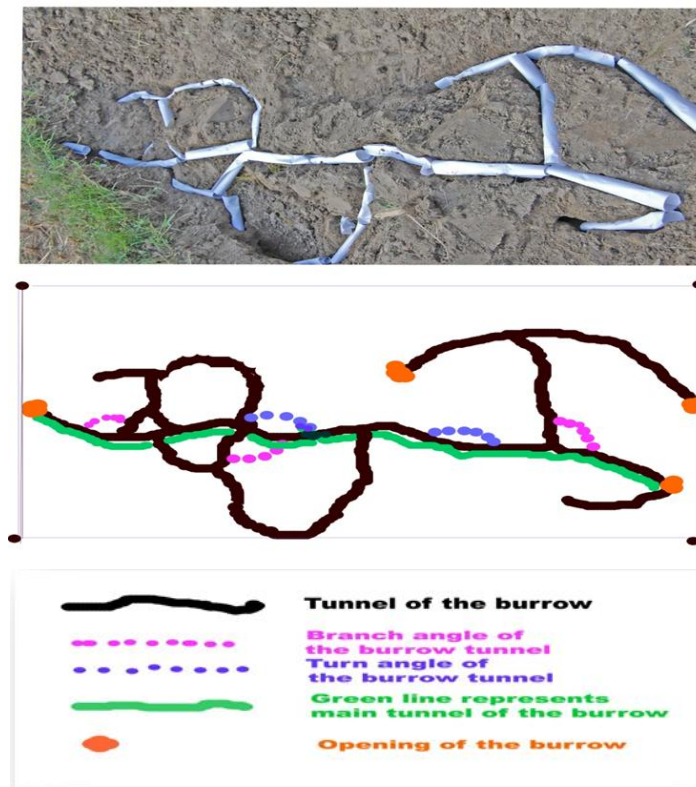 Tunnel of the burrow
Branch angle of
the burrow tunnel
Turn angle of
the burrow tunnel
Green line represents
main tunnel of the burrow
Opening of the burrow